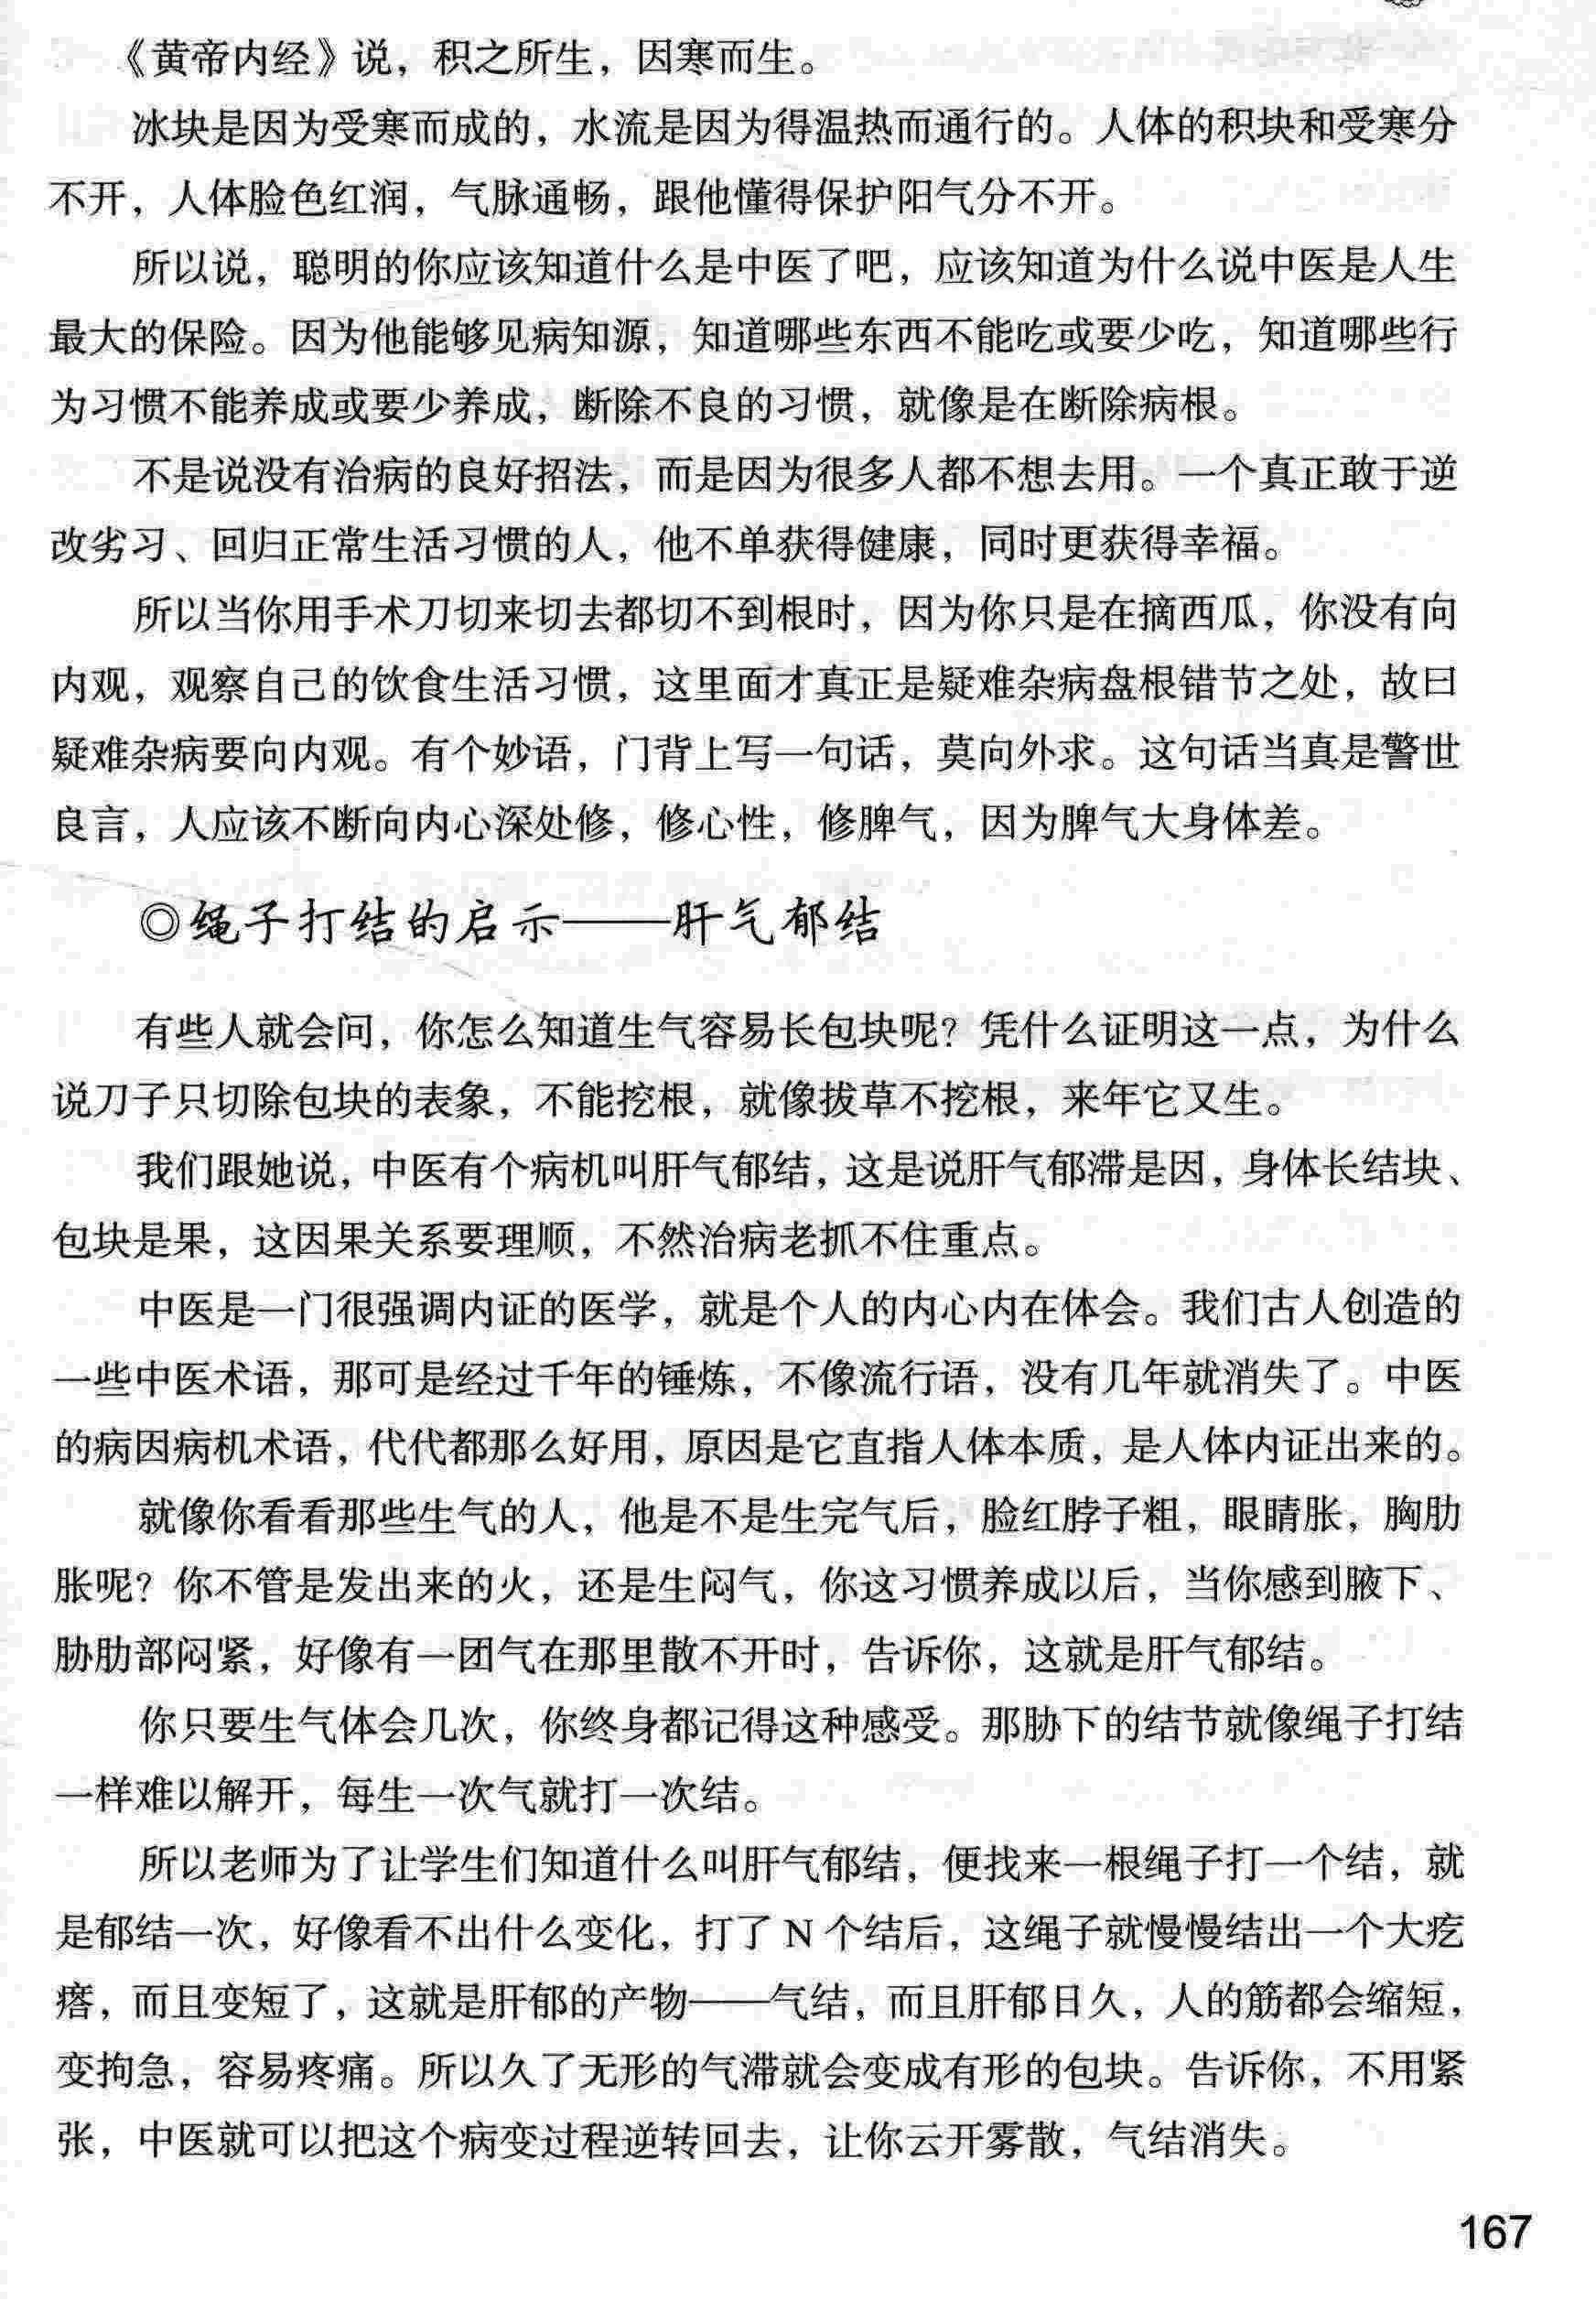 《黄帝内经》说，积之所生，因寒而生。
冰块是因为受寒而成的，水流是因为得温热而通行的。人体的积块和受寒分
不开，人体脸色红润，气脉通畅，跟他懂得保护阳气分不开。
所以说，聪明的你应该知道什么是中医了吧，应该知道为什么说中医是人生
最大的保险。因为他能够见病知源，知道哪些东西不能吃或要少吃，知道哪些行
为习惯不能养成或要少养成，断除不良的习惯，就像是在断除病根。
不是说没有治病的良好招法，而是因为很多人都不想去用。一个真正敢于逆
改劣习、回归正常生活习惯的人，他不单获得健康，同时更获得幸福。
所以当你用手术刀切来切去都切不到根时，因为你只是在摘西瓜，你没有向
内观，观察自己的饮食生活习惯，这里面才真正是疑难杂病盘根错节之处，故曰
疑难杂病要向内观。有个妙语，门背上写一句话，莫向外求。这句话当真是警世
良言，人应该不断向内心深处修，修心性，修脾气，因为脾气大身体差。
◎绳子打结的启示——肝气郁结
有些人就会问，你怎么知道生气容易长包块呢？凭什么证明这一点，为什么
说刀子只切除包块的表象，不能挖根，就像拔草不挖根，来年它又生。
我们跟她说，中医有个病机叫肝气郁结，这是说肝气郁滞是因，身体长结块、
包块是果，这因果关系要理顺，不然治病老抓不住重点。
中医是一门很强调内证的医学，就是个人的内心内在体会。我们古人创造的
一些中医术语，那可是经过千年的锤炼，不像流行语，没有几年就消失了。中医
的病因病机术语，代代都那么好用，原因是它直指人体本质，是人体内证出来的。
就像你看看那些生气的人，他是不是生完气后，脸红脖子粗，眼睛胀，胸肋
胀呢？你不管是发出来的火，还是生闷气，你这习惯养成以后，当你感到腋下、
胁肋部闷紧，好像有一团气在那里散不开时，告诉你，这就是肝气郁结。
你只要生气体会几次，你终身都记得这种感受。那胁下的结节就像绳子打结
一样难以解开，每生一次气就打一次结。
所以老师为了让学生们知道什么叫肝气郁结，便找来一根绳子打一个结，就
是郁结一次，好像看不出什么变化，打了 N 个结后，这绳子就慢慢结出一个大疙
瘩，而且变短了，这就是肝郁的产物——气结，而且肝郁日久，人的筋都会缩短，
变拘急，容易疼痛。所以久了无形的气滞就会变成有形的包块。告诉你，不用紧
张，中医就可以把这个病变过程逆转回去，让你云开雾散，气结消失。
167